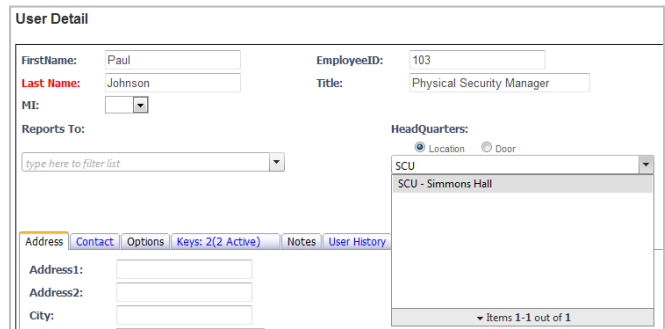 User Detail
FirstName: Paul EmployeeID: 103
Last Name: Johnson Title: Physical Security Manager
MI:
Reports To: HeadQuarters:
Location Door
type here to filter list SCU
SCU - Simmons Hall
Address Contact Options Keys: 2(2 Active) Notes User History
Address1:
Address2:
City: Items 1-1 out of 1